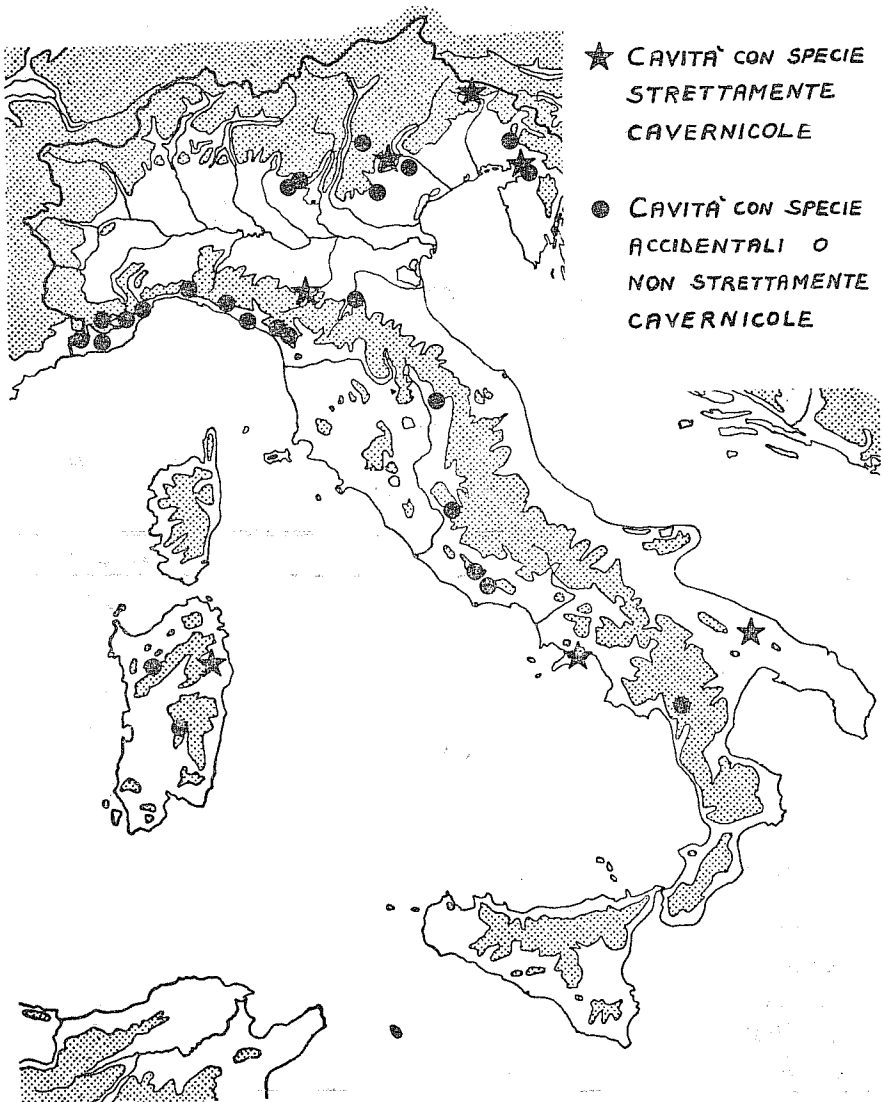 CAVITÀ CON SPECIE
STRETTAMENTE
CAVERNICOLE
CAVITÀ CON SPECIE
ACCIDENTALI O
NON STRETTAMENTE
CAVERNICOLE